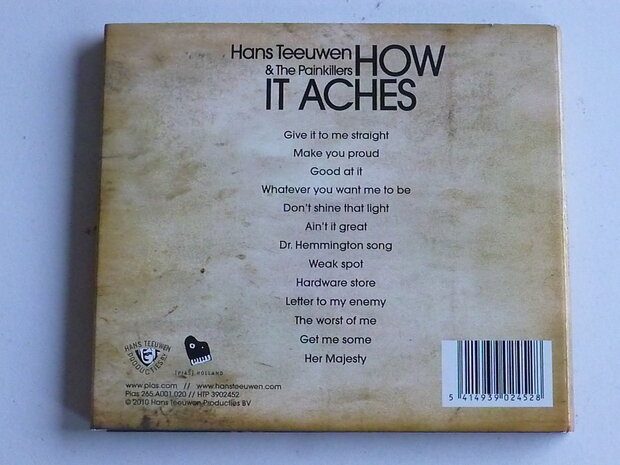 Hans Teeuwen
& The Painkillers HOW
IT ACHES
Give it to me straight
Make you proud
Good at it
Whatever you want me to be
Don't shine that light
Ain't it great
Dr. Hemmington song
Weak spot
Hardware store
Letter to my enemy
The worst of me
Get me some
Her Majesty
HANS TEEUWEN
PRODUCTIES BV
[PIAS] HOLLAND
www.pias.com // www.hansteeuwen.com
Pias 265.A001.020 // HTP 3902452
© 2010 Hans Teeuwen Producties BV
5 414939 024528